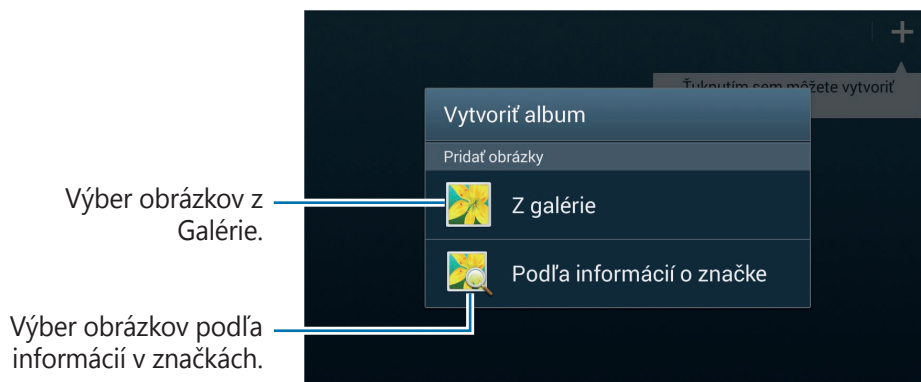 Ťuknutím sem môžete vytvoriť
Vytvoriť album
Pridať obrázky
Výber obrázkov z
Galérie.
Z galérie
Podľa informácií o značke
Výber obrázkov podľa
informácií v značkách.